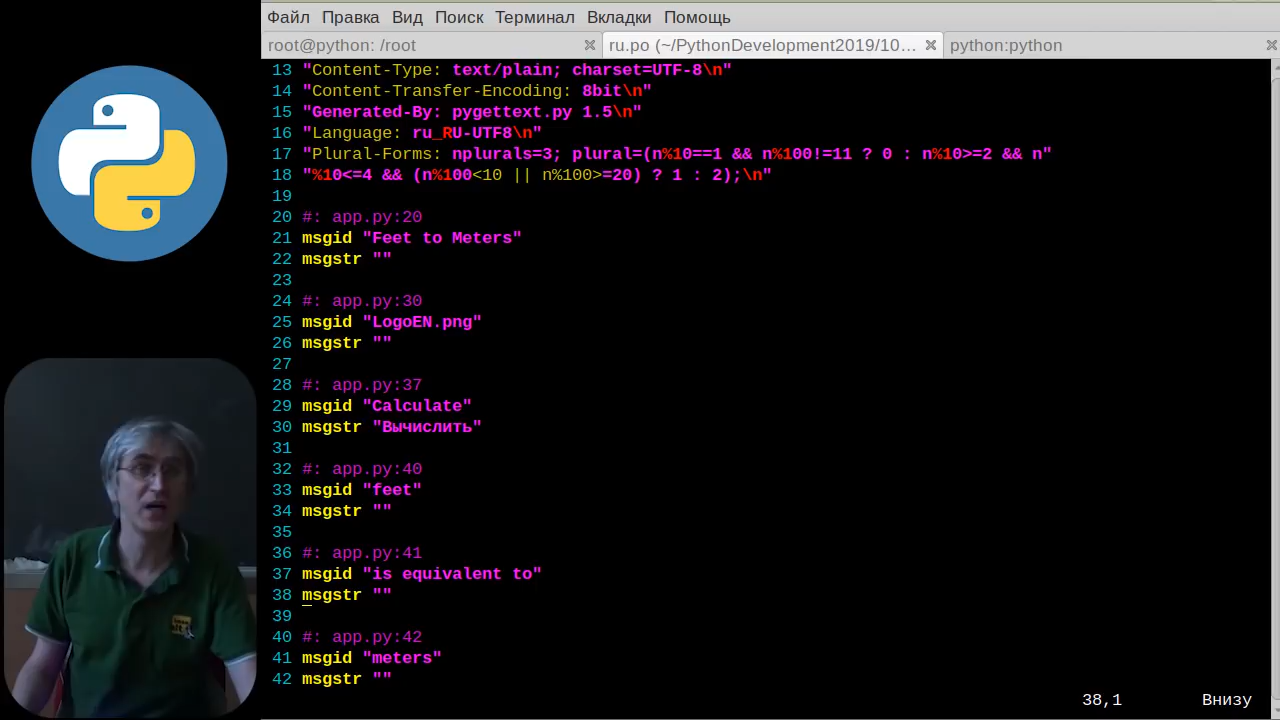 Файл Правка Вид Поиск Терминал Вкладки Помощь
root@python: /root
ru.po (~/PythonDevelopment2019/10...
python:python
13 "Content-Type: text/plain; charset=UTF-8\n"
14 "Content-Transfer-Encoding: 8bit\n"
15 "Generated-By: pygettext.py 1.5\n"
16 "Language: ru_RU-UTF8\n"
17 "Plural-Forms: nplurals=3; plural=(n%10==1 && n%100!=11 ? 0 : n%10>=2 && n"
18 "%10<=4 && (n%100<10 || n%100>=20) ? 1 : 2);\n"
19
20 #: app.py:20
21 msgid "Feet to Meters"
22 msgstr ""
23
24 #: app.py:30
25 msgid "LogoEN.png"
26 msgstr ""
27
28 #: app.py:37
29 msgid "Calculate"
30 msgstr "Вычислить"
31
32 #: app.py:40
33 msgid "feet"
34 msgstr ""
35
36 #: app.py:41
37 msgid "is equivalent to"
38 msgstr ""
39
40 #: app.py:42
41 msgid "meters"
42 msgstr ""
38,1 Внизу